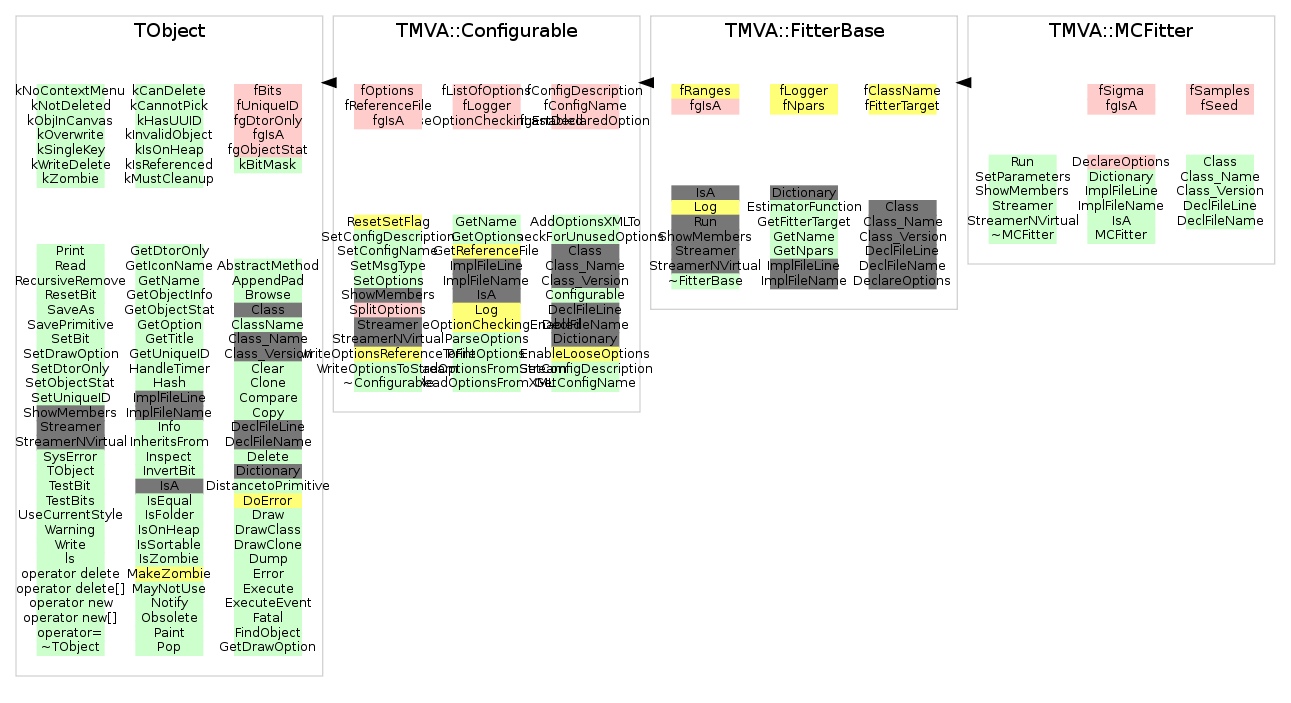 TObject
kNoContextMenu
kNotDeleted
kObjInCanvas
kOverwrite
kSingleKey
kWriteDelete
kZombie
kCanDelete
kCannotPick
kHasUUID
kInvalidObject
kIsOnHeap
kIsReferenced
kMustCleanup
fBits
fUniqueID
fgDtorOnly
fgIsA
fgObjectStat
kBitMask
Print
Read
RecursiveRemove
ResetBit
SaveAs
SavePrimitive
SetBit
SetDrawOption
SetDtorOnly
SetObjectStat
SetUniqueID
ShowMembers
Streamer
StreamerNVirtual
SysError
TObject
TestBit
TestBits
UseCurrentStyle
Warning
Write
ls
operator delete
operator delete[]
operator new
operator new[]
operator=
~TObject
GetDtorOnly
GetIconName
GetName
GetObjectInfo
GetObjectStat
GetOption
GetTitle
GetUniqueID
HandleTimer
Hash
ImplFileLine
ImplFileName
Info
InheritsFrom
Inspect
InvertBit
IsA
IsEqual
IsFolder
IsOnHeap
IsSortable
IsZombie
MakeZombie
MayNotUse
Notify
Obsolete
Paint
Pop
AbstractMethod
AppendPad
Browse
Class
ClassName
Class_Name
Class_Version
Clear
Clone
Compare
Copy
DeclFileLine
DeclFileName
Delete
Dictionary
DistancetoPrimitive
DoError
Draw
DrawClass
DrawClone
Dump
Error
Execute
ExecuteEvent
Fatal
FindObject
GetDrawOption
TMVA::Configurable
fOptions
fReferenceFile
fgIsA
fListOfOptions
fLogger
fConfigDescription
fConfigName
ResetSetFlag
SetConfigDescription
SetConfigName
SetMsgType
SetOptions
ShowMembers
SplitOptions
Streamer
StreamerNVirtual
WriteOptionsReferenceToFile
WriteOptionsToStream
~Configurable
GetName
GetOptions
GetReferenceFile
ImplFileLine
ImplFileName
IsA
Log
ParseOptions
PrintOptions
AddOptionsXMLTo
Class
Class_Name
Class_Version
Configurable
DeclFileLine
DeclFileName
Dictionary
EnableLooseOptions
GetConfigDescription
GetConfigName
TMVA::FitterBase
fRanges
fgIsA
fLogger
fNpars
fClassName
fFitterTarget
IsA
Log
Run
ShowMembers
Streamer
StreamerNVirtual
~FitterBase
Dictionary
EstimatorFunction
GetFitterTarget
GetName
GetNpars
ImplFileLine
ImplFileName
Class
Class_Name
Class_Version
DeclFileLine
DeclFileName
DeclareOptions
TMVA::MCFitter
fSigma
fgIsA
fSamples
fSeed
Run
SetParameters
ShowMembers
Streamer
StreamerNVirtual
~MCFitter
DeclareOptions
Dictionary
ImplFileLine
ImplFileName
IsA
MCFitter
Class
Class_Name
Class_Version
DeclFileLine
DeclFileName